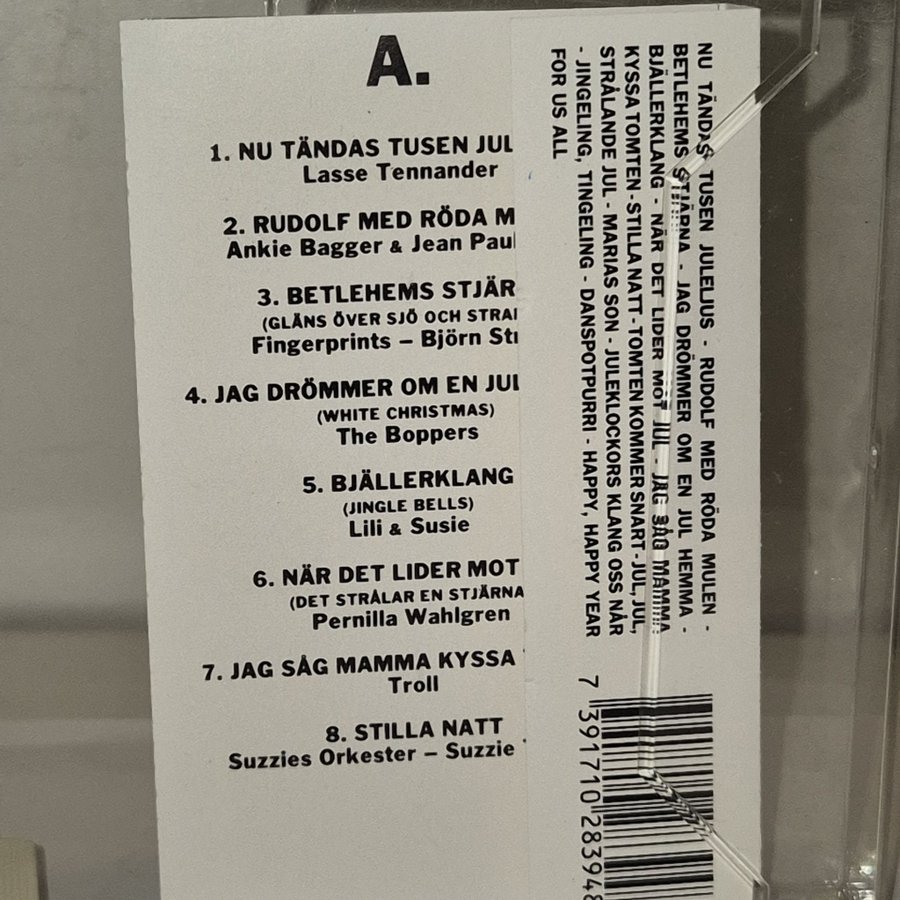 A.
1. NU TÄNDAS TUSEN JUL
Lasse Tennander
2. RUDOLF MED RÖDA M
Ankie Bagger & Jean Paul
3. BETLEHEMS STJÄR
(GLÄNS ÖVER SJÖ OCH STRAN
Fingerprints – Björn Str
4. JAG DRÖMMER OM EN JUL
(WHITE CHRISTMAS)
The Boppers
5. BJÄLLERKLANG
(JINGLE BELLS)
Lili & Susie
6. NÄR DET LIDER MOT
(DET STRÅLAR EN STJÄRNA
Pernilla Wahlgren
7. JAG SÅG MAMMA KYSSA
Troll
8. STILLA NATT
Suzzies Orkester – Suzzie
NU TÄNDAS TUSEN JULELJUS - RUDOLF MED RÖDA MULEN -
BETLEHEMS STJÄRNA - JAG DRÖMMER OM EN JUL HEMMA -
BJÄLLERKLANG - NÄR DET LIDER MOT JUL - JAG SÅG MAMMA
KYSSA TOMTEN - STILLA NATT - TOMTEN KOMMER SNART - JUL, JUL,
STRÅLANDE JUL - MARIAS SON - JULEKLOCKORS KLANG OSS NÅR
- JINGELING, TINGELING - DANSPOTPURRI - HAPPY, HAPPY YEAR
FOR US ALL
7 391710 283948